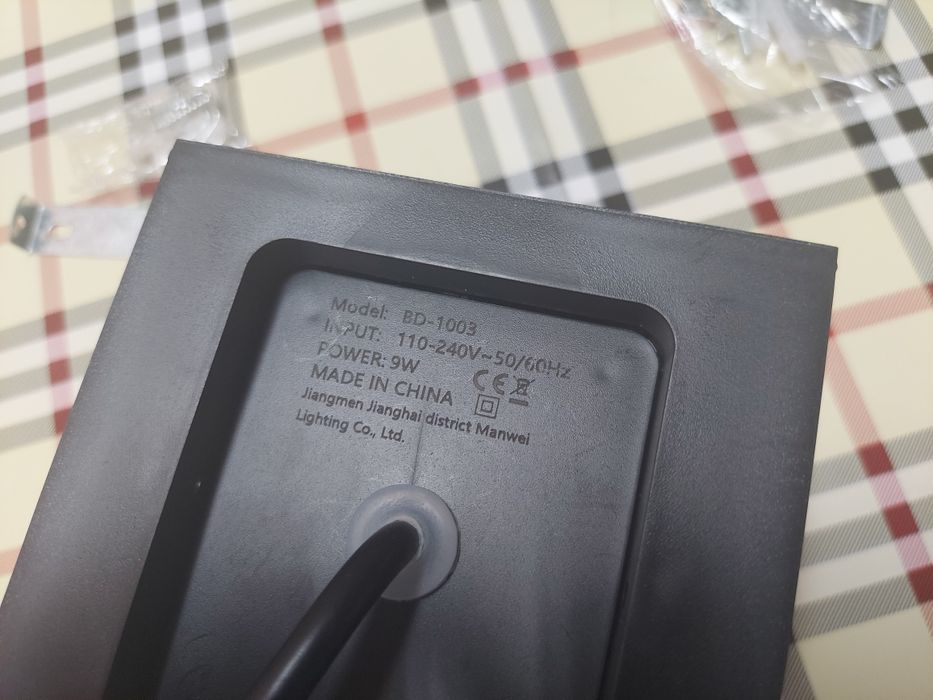 Model: BD-1003
INPUT: 110-240V~50/60Hz
POWER: 9W
MADE IN CHINA CE
Jiangmen Jianghai district Manwei
Lighting Co., Ltd.